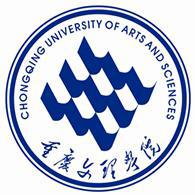 CHONGQING UNIVERSITY OF ARTS AND SCIENCES
重庆文理学院